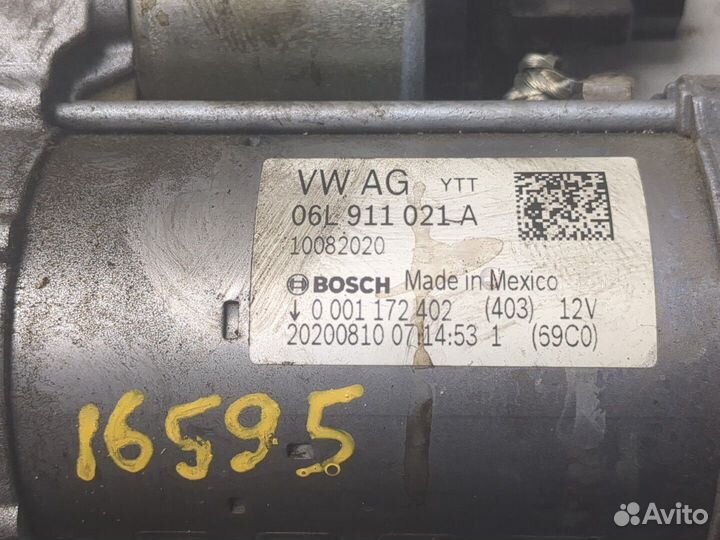 VW AG YTT
06L 911 021 A
10082020
BOSCH Made in Mexico
0 001 172 402 (403) 12V
20200810 07:14:53 1 (69C0)
16595
Avito